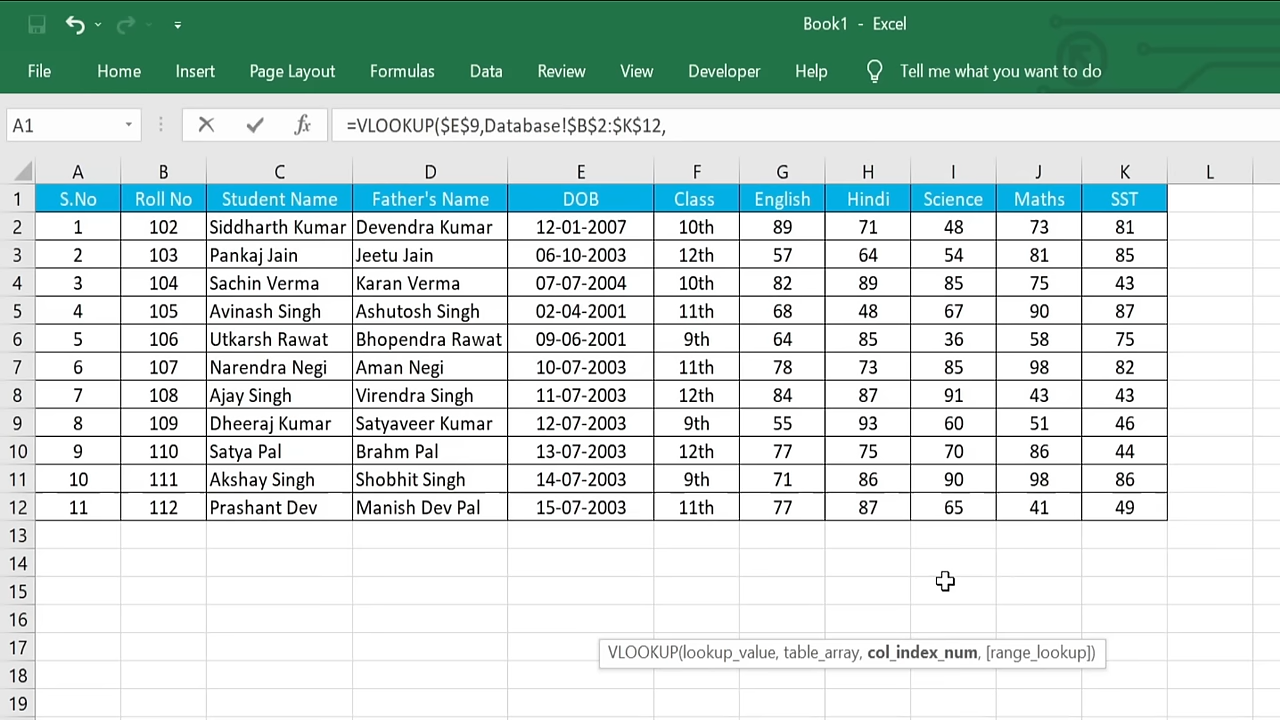 Book1 - Excel
File Home Insert Page Layout Formulas Data Review View Developer Help Tell me what you want to do
A1 fx =VLOOKUP($E$9,Database!$B$2:$K$12,
A B C D E F G H I J K L
1 S.No Roll No Student Name Father's Name DOB Class English Hindi Science Maths SST
2 1 102 Siddharth Kumar Devendra Kumar 12-01-2007 10th 89 71 48 73 81
3 2 103 Pankaj Jain Jeetu Jain 06-10-2003 12th 57 64 54 81 85
4 3 104 Sachin Verma Karan Verma 07-07-2004 10th 82 89 85 75 43
5 4 105 Avinash Singh Ashutosh Singh 02-04-2001 11th 68 48 67 90 87
6 5 106 Utkarsh Rawat Bhopendra Rawat 09-06-2001 9th 64 85 36 58 75
7 6 107 Narendra Negi Aman Negi 10-07-2003 11th 78 73 85 98 82
8 7 108 Ajay Singh Virendra Singh 11-07-2003 12th 84 87 91 43 43
9 8 109 Dheeraj Kumar Satyaveer Kumar 12-07-2003 9th 55 93 60 51 46
10 9 110 Satya Pal Brahm Pal 13-07-2003 12th 77 75 70 86 44
11 10 111 Akshay Singh Shobhit Singh 14-07-2003 9th 71 86 90 98 86
12 11 112 Prashant Dev Manish Dev Pal 15-07-2003 11th 77 87 65 41 49
13
14
15
16
17 VLOOKUP(lookup_value, table_array, col_index_num, [range_lookup])
18
19